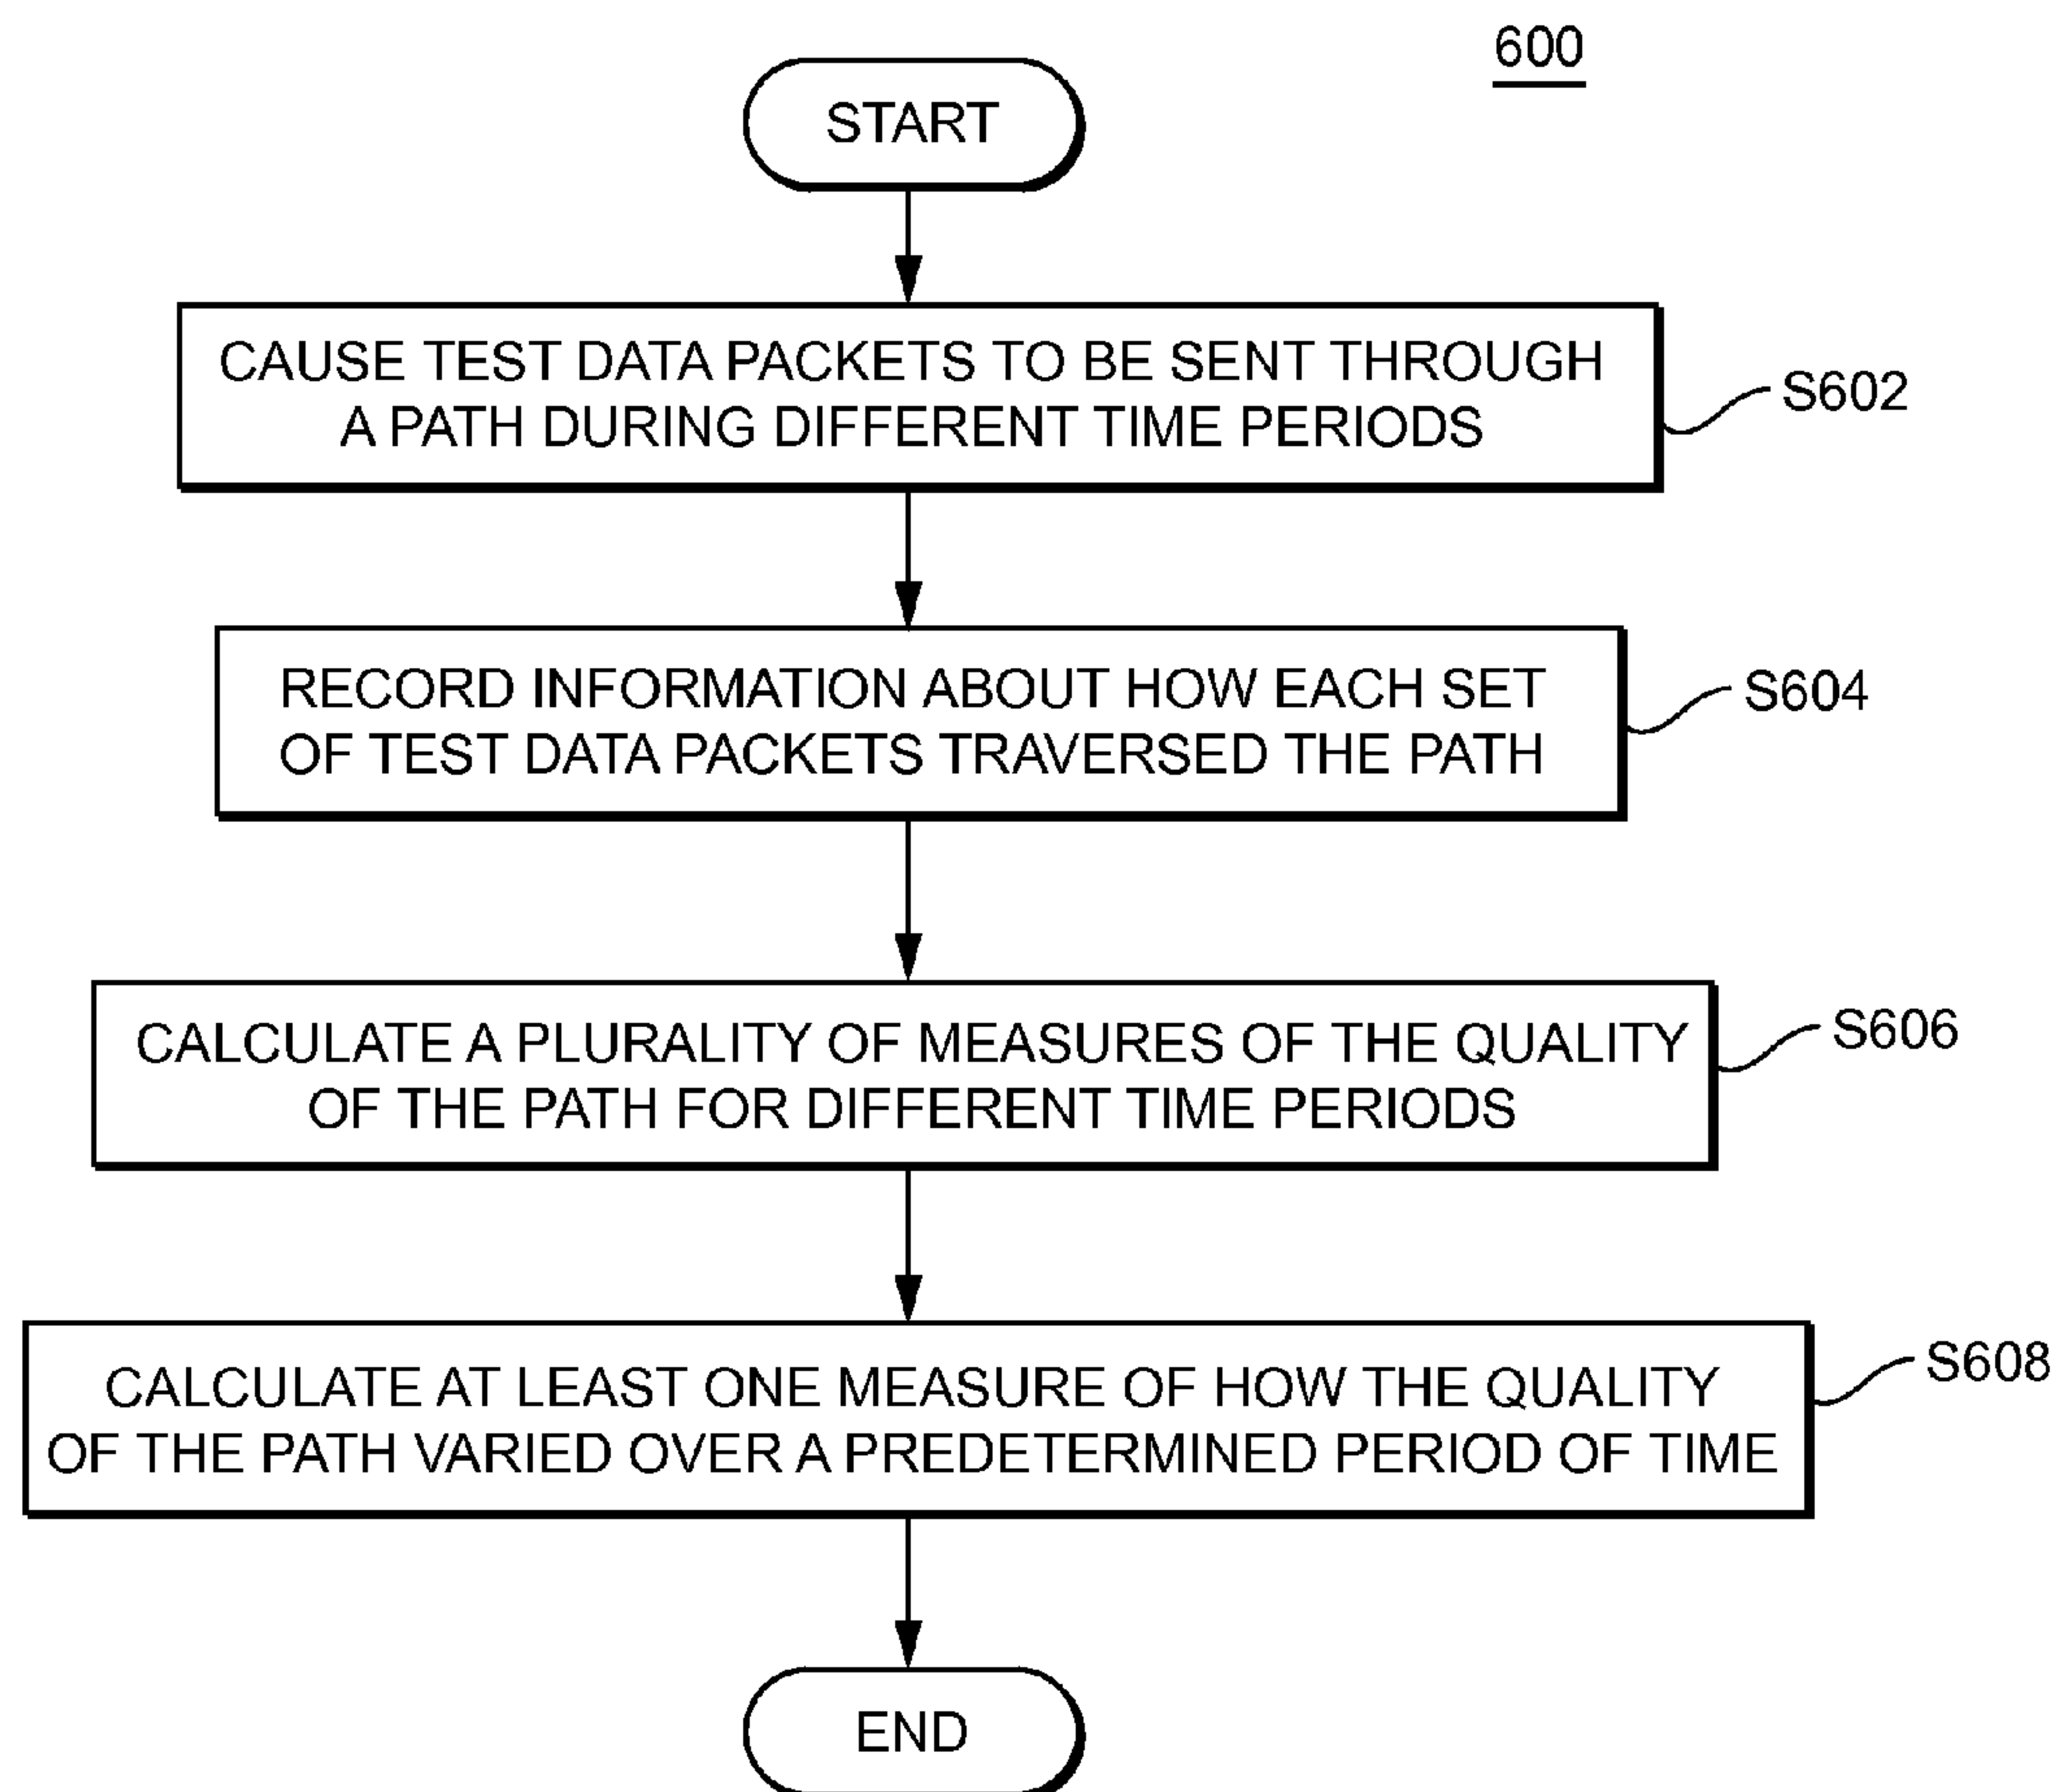 600
START
CAUSE TEST DATA PACKETS TO BE SENT THROUGH
A PATH DURING DIFFERENT TIME PERIODS
S602
RECORD INFORMATION ABOUT HOW EACH SET
OF TEST DATA PACKETS TRAVERSED THE PATH
S604
CALCULATE A PLURALITY OF MEASURES OF THE QUALITY
OF THE PATH FOR DIFFERENT TIME PERIODS
S606
CALCULATE AT LEAST ONE MEASURE OF HOW THE QUALITY
OF THE PATH VARIED OVER A PREDETERMINED PERIOD OF TIME
S608
END